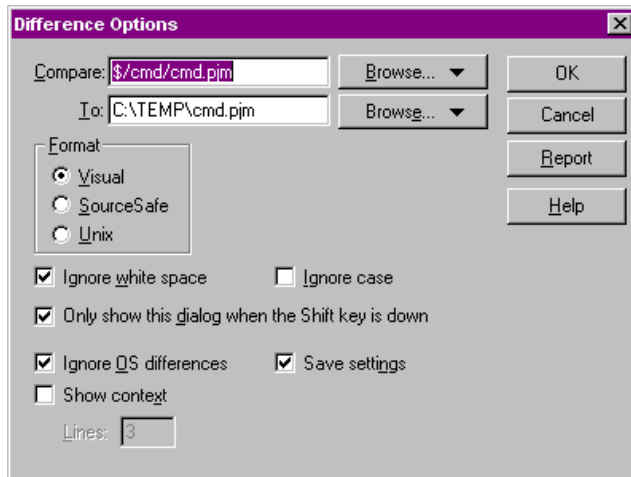 Difference Options
Compare: $/cmd/cmd.pjm Browse... OK
To: C:\TEMP\cmd.pjm Browse... Cancel
Format Report
Visual
SourceSafe Help
Unix
Ignore white space Ignore case
Only show this dialog when the Shift key is down
Ignore OS differences Save settings
Show context
Lines: 3